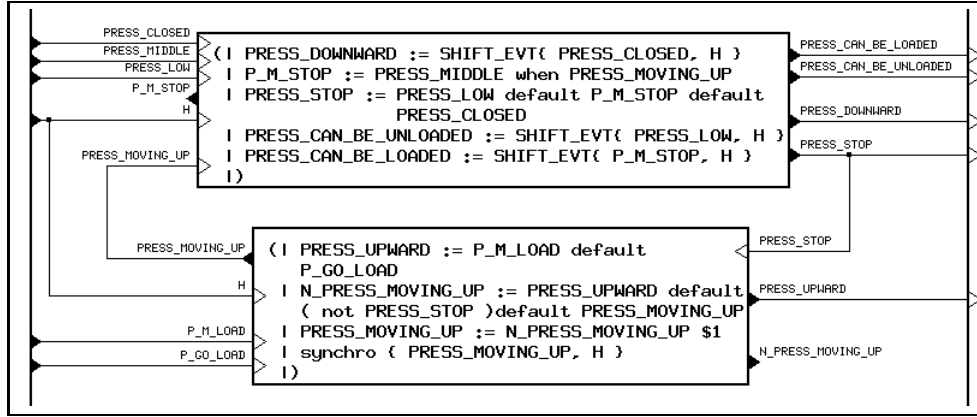 PRESS_CLOSED
PRESS_MIDDLE
PRESS_LOW
P_M_STOP
H
PRESS_MOVING_UP
(| PRESS_DOWNWARD := SHIFT_EVT{ PRESS_CLOSED, H }
| P_M_STOP := PRESS_MIDDLE when PRESS_MOVING_UP
| PRESS_STOP := PRESS_LOW default P_M_STOP default
PRESS_CLOSED
| PRESS_CAN_BE_UNLOADED := SHIFT_EVT{ PRESS_LOW, H }
| PRESS_CAN_BE_LOADED := SHIFT_EVT{ P_M_STOP, H }
|)
PRESS_CAN_BE_LOADED
PRESS_CAN_BE_UNLOADED
PRESS_DOWNWARD
PRESS_STOP
PRESS_MOVING_UP
H
P_M_LOAD
P_GO_LOAD
(| PRESS_UPWARD := P_M_LOAD default
P_GO_LOAD
| N_PRESS_MOVING_UP := PRESS_UPWARD default
( not PRESS_STOP )default PRESS_MOVING_UP
| PRESS_MOVING_UP := N_PRESS_MOVING_UP $1
| synchro { PRESS_MOVING_UP, H }
|)
PRESS_STOP
PRESS_UPWARD
N_PRESS_MOVING_UP